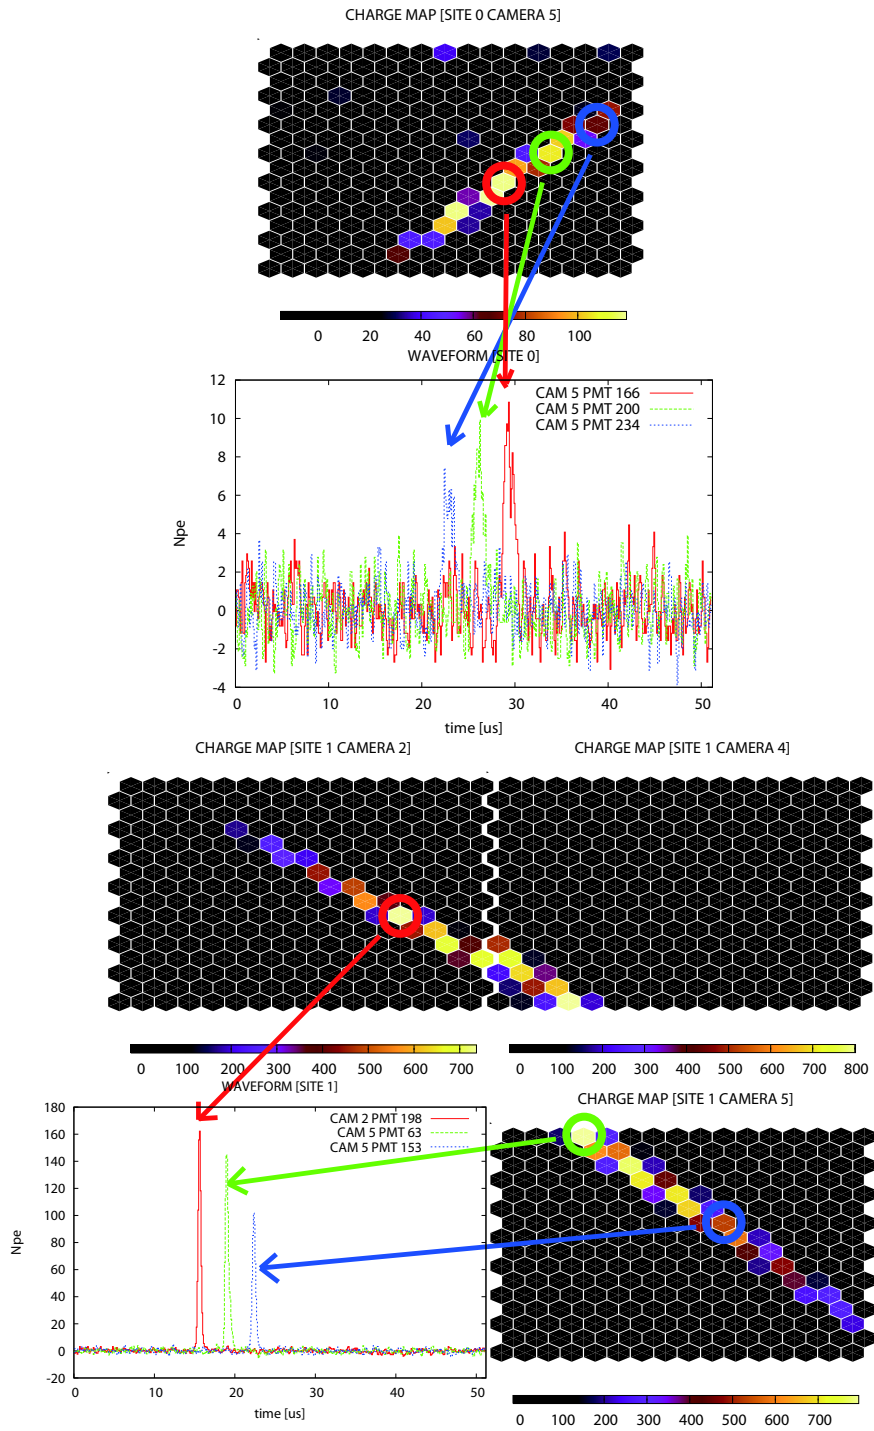 CHARGE MAP [SITE 0 CAMERA 5]
0 20 40 60 80 100
WAVEFORM [SITE 0]
12
10
8
6
4
2
0
-2
-4
Npe
CAM 5 PMT 166
CAM 5 PMT 200
CAM 5 PMT 234
0 10 20 30 40 50
time [us]
CHARGE MAP [SITE 1 CAMERA 2]
CHARGE MAP [SITE 1 CAMERA 4]
0 100 200 300 400 500 600 700
0 100 200 300 400 500 600 700 800
WAVEFORM [SITE 1]
CHARGE MAP [SITE 1 CAMERA 5]
180
160
140
120
100
80
60
40
20
0
-20
Npe
CAM 2 PMT 198
CAM 5 PMT 63
CAM 5 PMT 153
0 10 20 30 40 50
time [us]
0 100 200 300 400 500 600 700